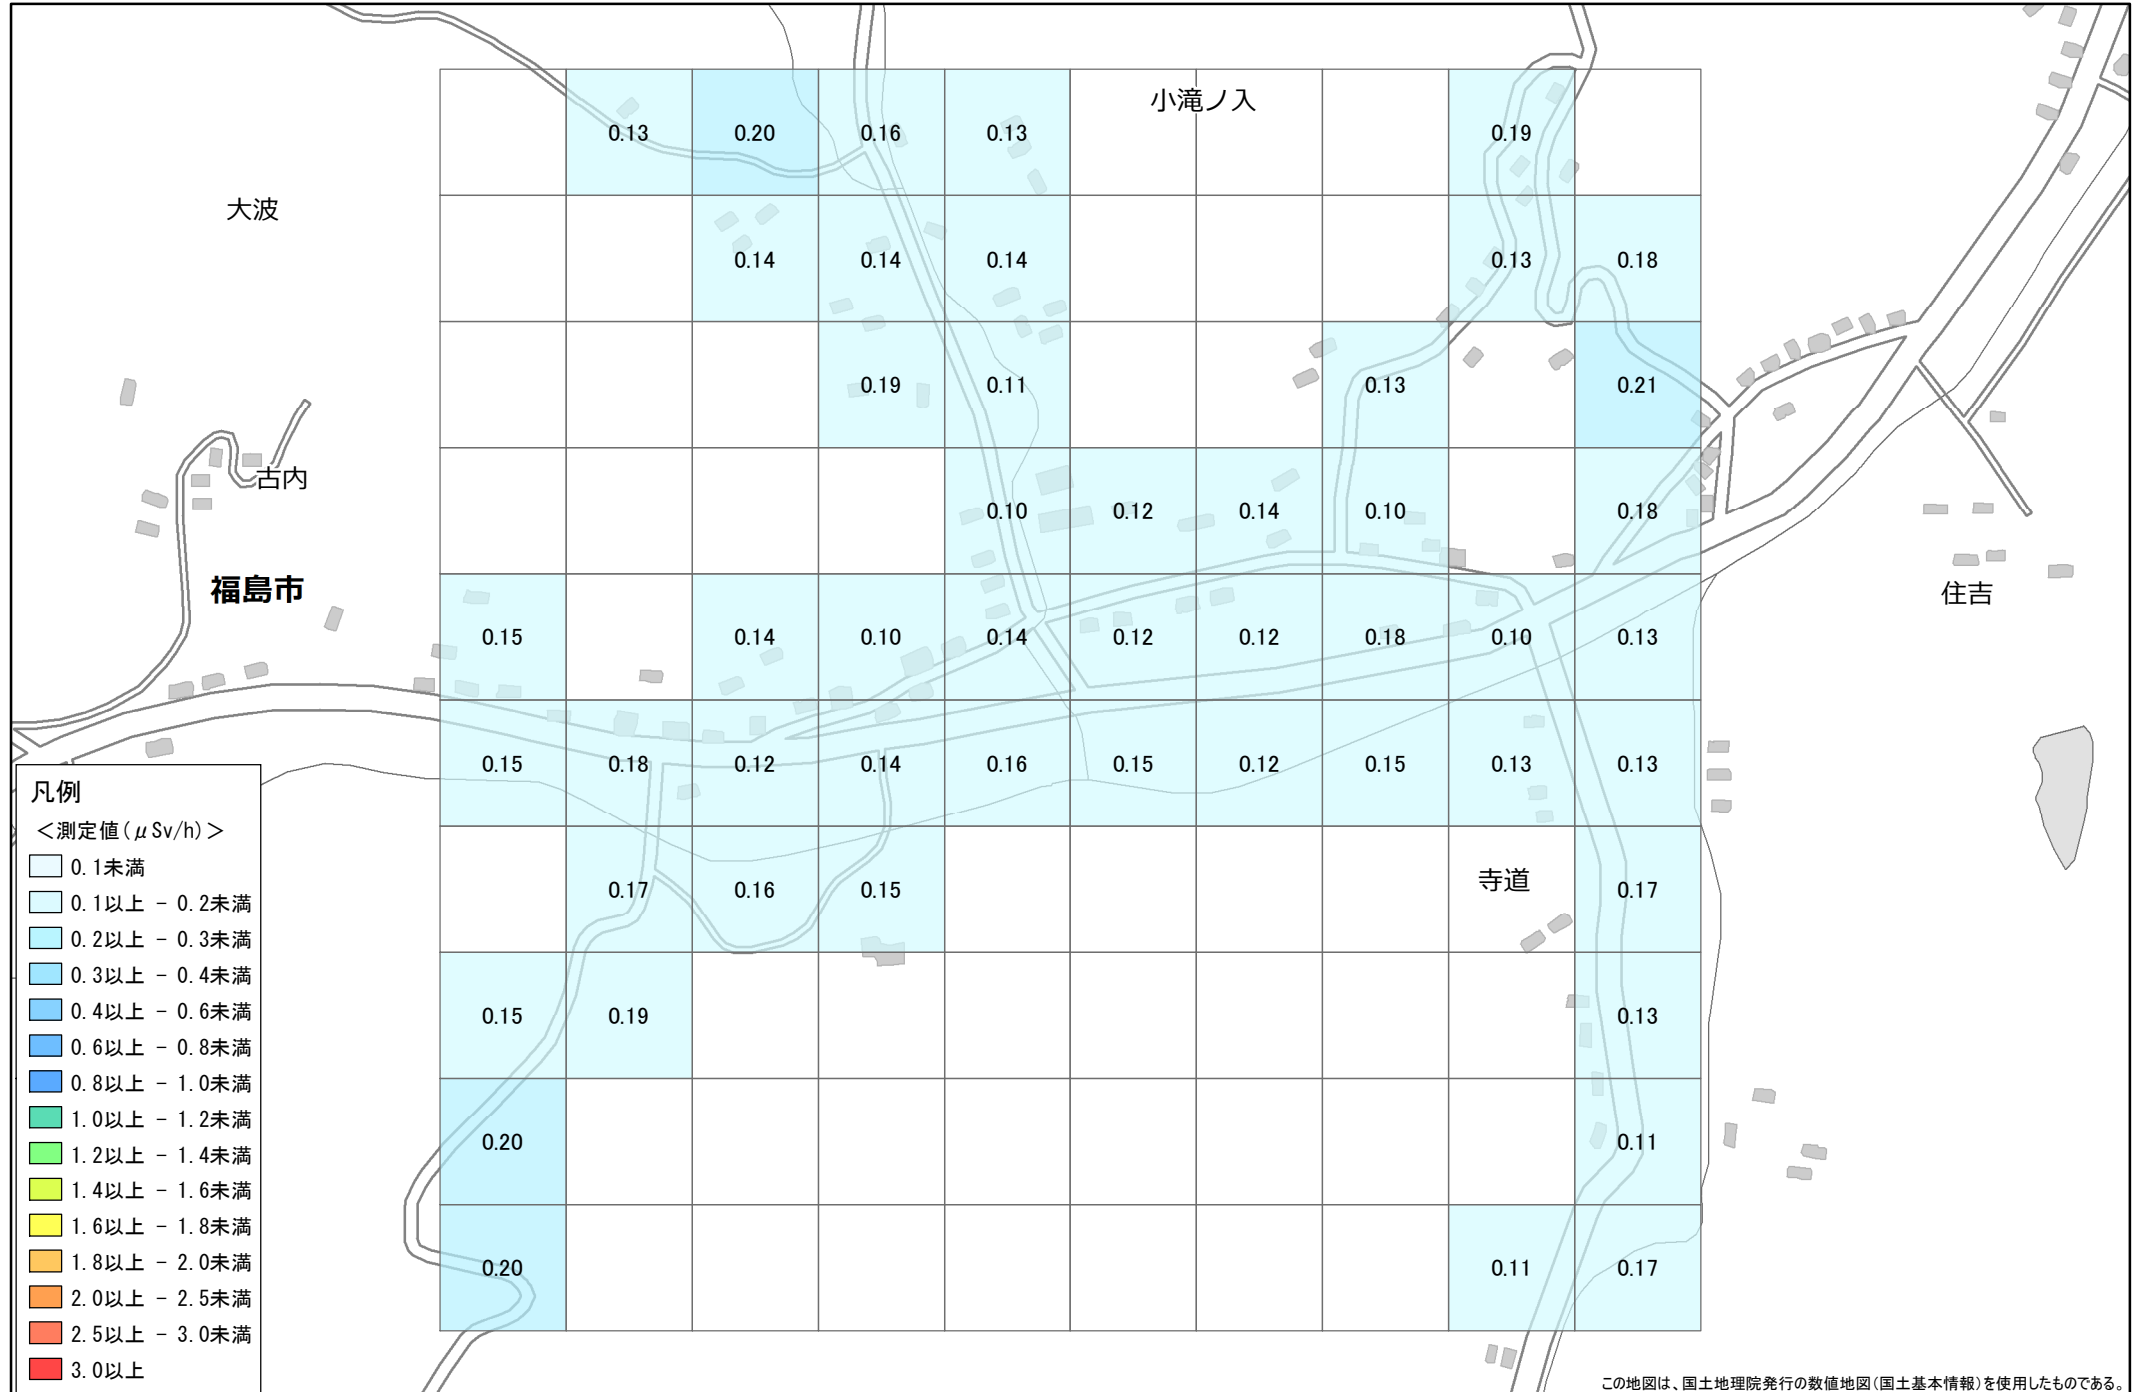 小滝ノ入
0.13 0.20 0.16 0.13 0.19
大波
0.14 0.14 0.14 0.13 0.18
0.19 0.11 0.13 0.21
古内
0.10 0.12 0.14 0.10 0.18
福島市
住吉
0.15 0.14 0.10 0.14 0.12 0.12 0.18 0.10 0.13
0.15 0.18 0.12 0.14 0.16 0.15 0.12 0.15 0.13 0.13
寺道
0.17 0.16 0.15 0.17
0.15 0.19 0.13
0.20 0.11
0.20 0.11 0.17
凡例
＜測定値(μSv/h)＞
0.1未満
0.1以上 － 0.2未満
0.2以上 － 0.3未満
0.3以上 － 0.4未満
0.4以上 － 0.6未満
0.6以上 － 0.8未満
0.8以上 － 1.0未満
1.0以上 － 1.2未満
1.2以上 － 1.4未満
1.4以上 － 1.6未満
1.6以上 － 1.8未満
1.8以上 － 2.0未満
2.0以上 － 2.5未満
2.5以上 － 3.0未満
3.0以上
この地図は、国土地理院発行の数値地図(国土基本情報)を使用したものである。